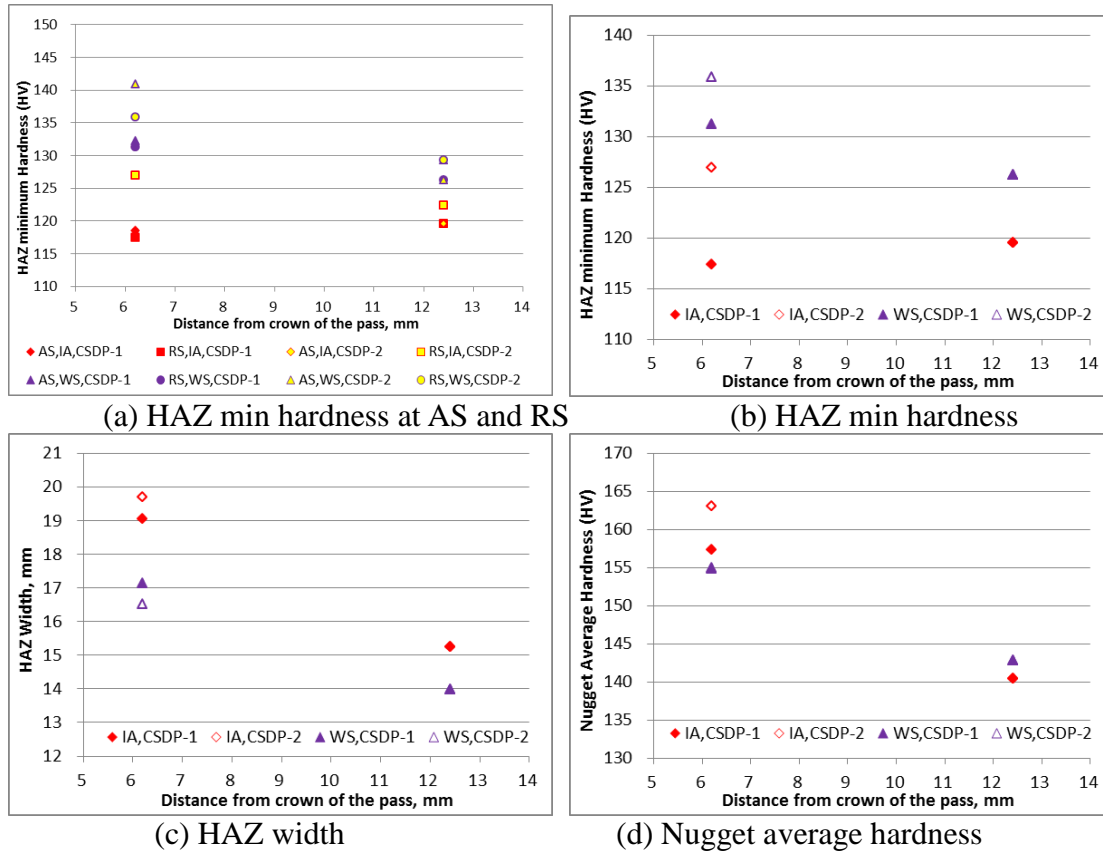 150
145
140
135
130
125
120
115
110
HAZ minimum Hardness (HV)
5 6 7 8 9 10 11 12 13 14
Distance from crown of the pass, mm
AS,IA,CSDP-1 RS,IA,CSDP-1 AS,IA,CSDP-2 RS,IA,CSDP-2
AS,WS,CSDP-1 RS,WS,CSDP-1 AS,WS,CSDP-2 RS,WS,CSDP-2
(a) HAZ min hardness at AS and RS
140
135
130
125
120
115
110
HAZ minimum Hardness (HV)
IA,CSDP-1 IA,CSDP-2 WS,CSDP-1 WS,CSDP-2
5 6 7 8 9 10 11 12 13 14
Distance from crown of the pass, mm
(b) HAZ min hardness
21
20
19
18
17
16
15
14
13
12
HAZ Width, mm
IA,CSDP-1 IA,CSDP-2 WS,CSDP-1 WS,CSDP-2
5 6 7 8 9 10 11 12 13 14
Distance from crown of the pass, mm
(c) HAZ width
170
165
160
155
150
145
140
135
130
Nugget Average Hardness (HV)
IA,CSDP-1 IA,CSDP-2 WS,CSDP-1 WS,CSDP-2
5 6 7 8 9 10 11 12 13 14
Distance from crown of the pass, mm
(d) Nugget average hardness